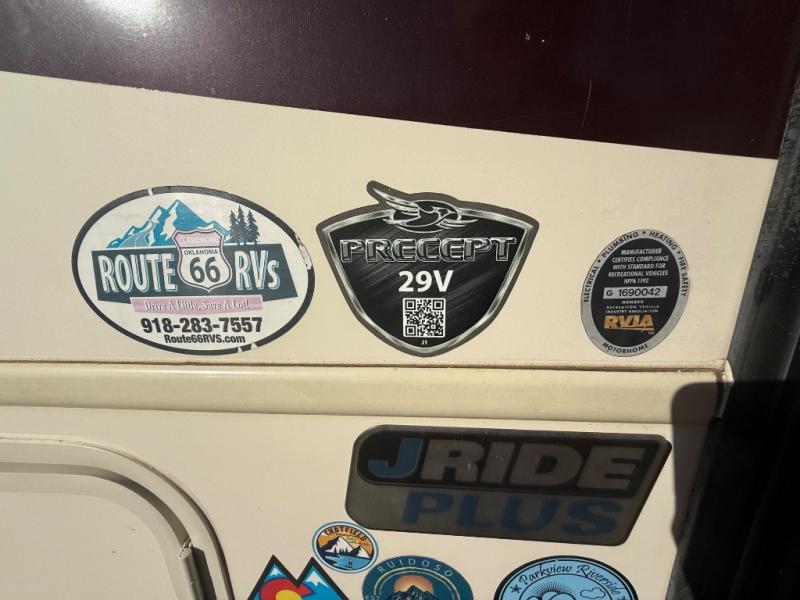 CLAREMORE
OKLAHOMA
ROUTE 66 RVs
Drive A Little, Save A Lot!
918-283-7557
Route66RVS.com
PRECEPT
29V
J1
ELECTRICAL • PLUMBING • HEATING • FIRE SAFETY
MANUFACTURER
CERTIFIES COMPLIANCE
WITH STANDARD FOR
RECREATIONAL VEHICLES
NFPA 1192
G 1690042
MEMBER
RECREATION VEHICLE
INDUSTRY ASSOCIATION
RVIA
MOTORHOME
JRIDE
PLUS
RUIDOSO
Parkview Riverside